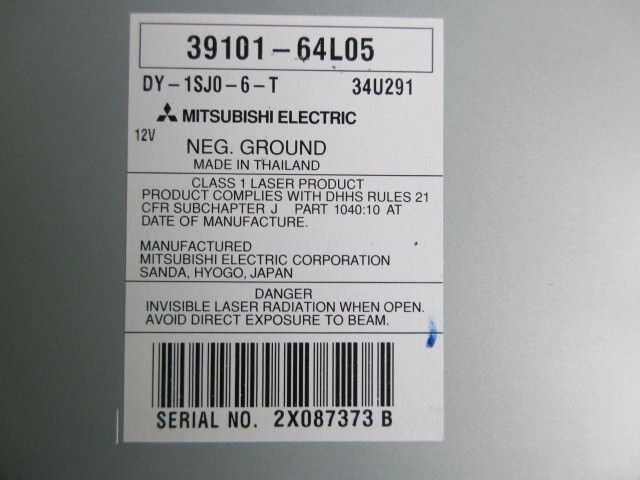 39101-64L05
DY-1SJ0-6-T 34U291
MITSUBISHI ELECTRIC
12V
NEG. GROUND
MADE IN THAILAND
CLASS 1 LASER PRODUCT
PRODUCT COMPLIES WITH DHHS RULES 21
CFR SUBCHAPTER J PART 1040:10 AT
DATE OF MANUFACTURE.
MANUFACTURED
MITSUBISHI ELECTRIC CORPORATION
SANDA, HYOGO, JAPAN
DANGER
INVISIBLE LASER RADIATION WHEN OPEN.
AVOID DIRECT EXPOSURE TO BEAM.
SERIAL NO. 2X087373 B